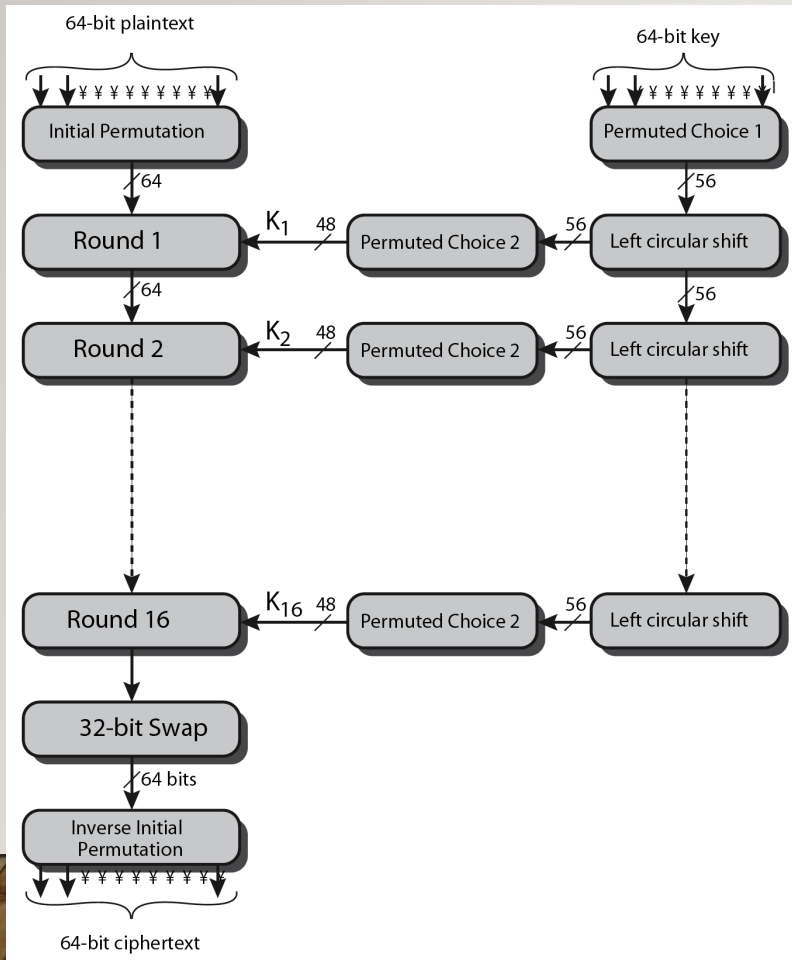 64-bit plaintext
64-bit key
¥ ¥ ¥ ¥ ¥ ¥ ¥ ¥ ¥
¥ ¥ ¥ ¥ ¥ ¥ ¥ ¥
Initial Permutation
Permuted Choice 1
64
56
Round 1
K1
48
Permuted Choice 2
56
Left circular shift
64
56
Round 2
K2
48
Permuted Choice 2
56
Left circular shift
Round 16
K16
48
Permuted Choice 2
56
Left circular shift
32-bit Swap
64 bits
Inverse Initial
Permutation
¥ ¥ ¥ ¥ ¥ ¥ ¥ ¥ ¥
64-bit ciphertext